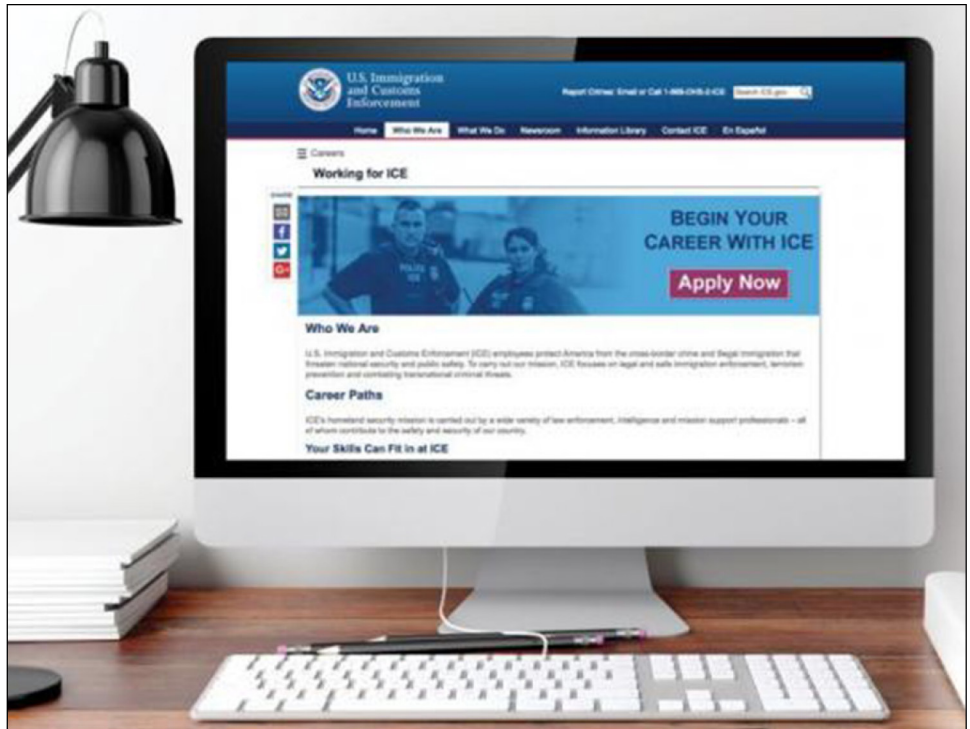 U.S. Immigration
and Customs
Enforcement
Report Crimes: Email or Call 1-866-DHS-2-ICE
Search ICE.gov
Home Who We Are What We Do Newsroom Information Library Contact ICE En Español
Careers
Working for ICE
SHARE
POLICE
ICE
BEGIN YOUR
CAREER WITH ICE
Apply Now
f
G+
Who We Are
U.S. Immigration and Customs Enforcement (ICE) employees protect America from the cross-border crime and illegal immigration that
threaten national security and public safety. To carry out our mission, ICE focuses on legal and safe immigration enforcement, terrorism
prevention and combating transnational criminal threats.
Career Paths
ICE's homeland security mission is carried out by a wide variety of law enforcement, intelligence and mission support professionals – all
of whom contribute to the safety and security of our country.
Your Skills Can Fit in at ICE